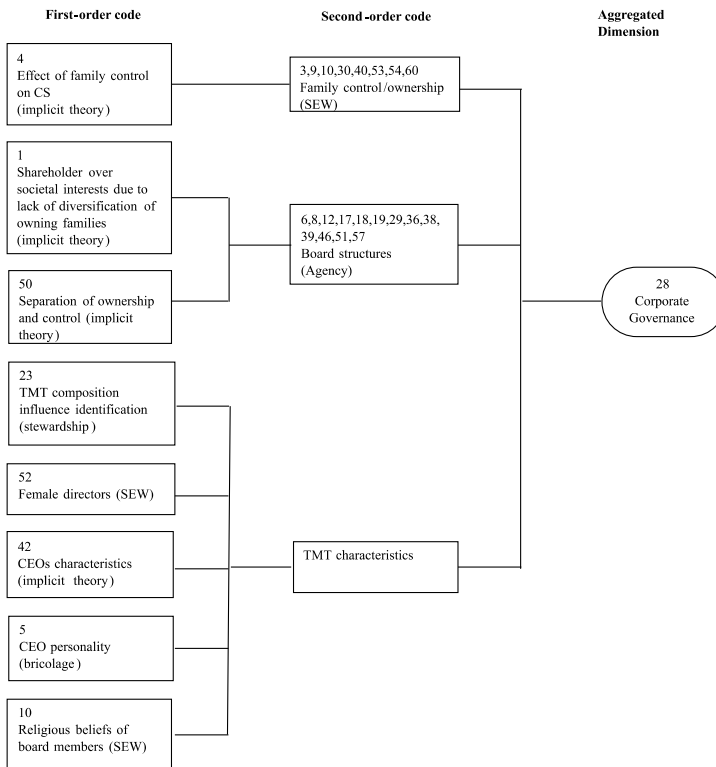 First-order code
Second-order code
Aggregated
Dimension
4
Effect of family control
on CS
(implicit theory)
3,9,10,30,40,53,54,60
Family control/ownership
(SEW)
1
Shareholder over
societal interests due to
lack of diversification of
owning families
(implicit theory)
6,8,12,17,18,19,29,36,38,
39,46,51,57
Board structures
(Agency)
50
Separation of ownership
and control (implicit
theory)
28
Corporate
Governance
23
TMT composition
influence identification
(stewardship)
52
Female directors (SEW)
42
CEOs characteristics
(implicit theory)
TMT characteristics
5
CEO personality
(bricolage)
10
Religious beliefs of
board members (SEW)